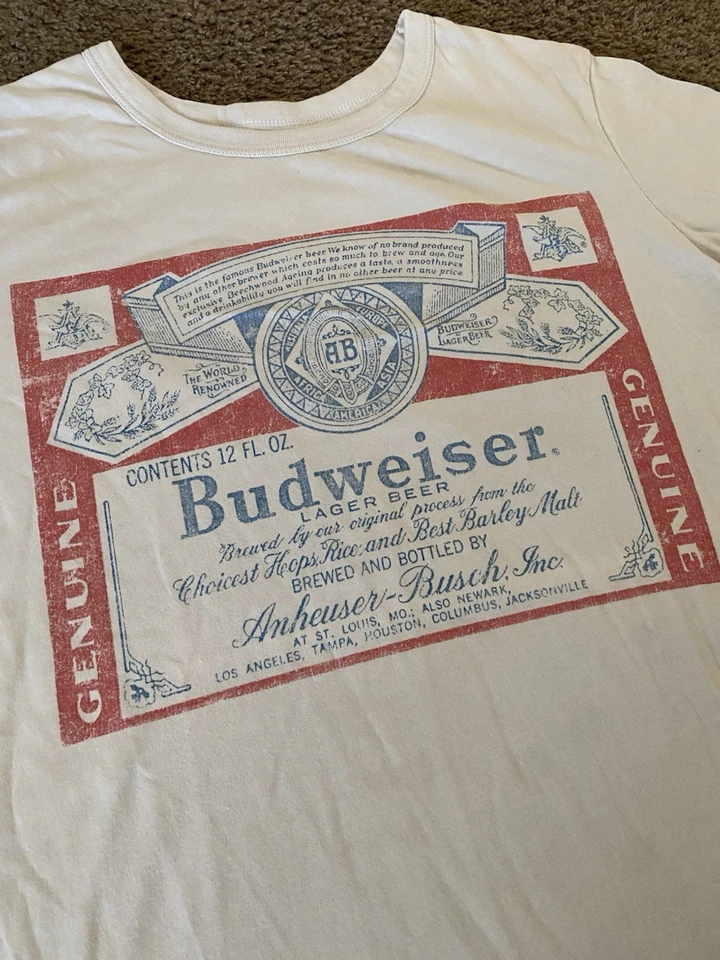 This is the famous Budweiser beer. We know of no brand produced
by any other brewer which costs so much to brew and age. Our
exclusive Beechwood Ageing produces a taste, a smoothness
and a drinkability you will find in no other beer at any price.
THE WORLD
RENOWNED
BUDWEISER
LAGER BEER
EUROPE
AB
AFRICA
ASIA
AMERICA
CONTENTS 12 FL. OZ.
Budweiser®
LAGER BEER
Brewed by our original process from the
Choicest Hops, Rice and Best Barley Malt
BREWED AND BOTTLED BY
Anheuser-Busch, Inc.
AT ST. LOUIS, MO.; ALSO NEWARK,
LOS ANGELES, TAMPA, HOUSTON, COLUMBUS, JACKSONVILLE
GENUINE
GENUINE